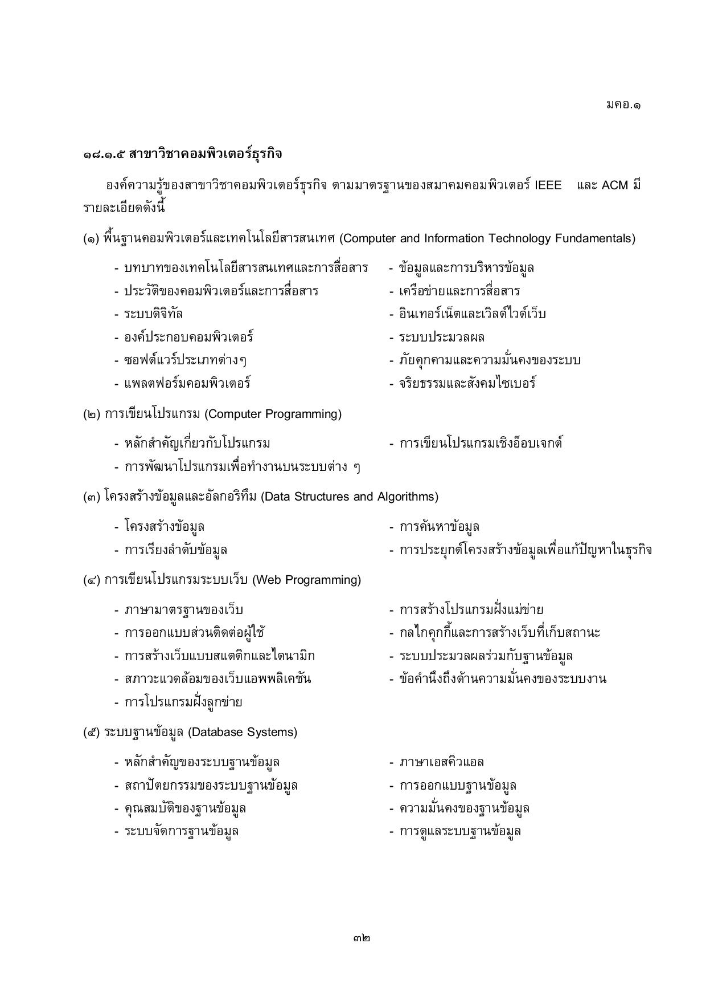 มคอ.๑
๑๘.๑.๕ สาขาวิชาคอมพิวเตอร์ธุรกิจ
องค์ความรู้ของสาขาวิชาคอมพิวเตอร์ธุรกิจ ตามมาตรฐานของสมาคมคอมพิวเตอร์ IEEE และ ACM มี
รายละเอียดดังนี้
(๑) พื้นฐานคอมพิวเตอร์และเทคโนโลยีสารสนเทศ (Computer and Information Technology Fundamentals)
- บทบาทของเทคโนโลยีสารสนเทศและการสื่อสาร - ข้อมูลและการบริหารข้อมูล
- ประวัติของคอมพิวเตอร์และการสื่อสาร - เครือข่ายและการสื่อสาร
- ระบบดิจิทัล - อินเทอร์เน็ตและเวิลด์ไวด์เว็บ
- องค์ประกอบคอมพิวเตอร์ - ระบบประมวลผล
- ซอฟต์แวร์ประเภทต่างๆ - ภัยคุกคามและความมั่นคงของระบบ
- แพลตฟอร์มคอมพิวเตอร์ - จริยธรรมและสังคมไซเบอร์
(๒) การเขียนโปรแกรม (Computer Programming)
- หลักสำคัญเกี่ยวกับโปรแกรม - การเขียนโปรแกรมเชิงอ็อบเจกต์
- การพัฒนาโปรแกรมเพื่อทำงานบนระบบต่าง ๆ
(๓) โครงสร้างข้อมูลและอัลกอริทึม (Data Structures and Algorithms)
- โครงสร้างข้อมูล - การค้นหาข้อมูล
- การเรียงลำดับข้อมูล - การประยุกต์โครงสร้างข้อมูลเพื่อแก้ปัญหาในธุรกิจ
(๔) การเขียนโปรแกรมระบบเว็บ (Web Programming)
- ภาษามาตรฐานของเว็บ - การสร้างโปรแกรมฝั่งแม่ข่าย
- การออกแบบส่วนติดต่อผู้ใช้ - กลไกคุกกี้และการสร้างเว็บที่เก็บสถานะ
- การสร้างเว็บแบบสแตติกและไดนามิก - ระบบประมวลผลร่วมกับฐานข้อมูล
- สภาวะแวดล้อมของเว็บแอพพลิเคชัน - ข้อคำนึงถึงด้านความมั่นคงของระบบงาน
- การโปรแกรมฝั่งลูกข่าย
(๕) ระบบฐานข้อมูล (Database Systems)
- หลักสำคัญของระบบฐานข้อมูล - ภาษาเอสคิวแอล
- สถาปัตยกรรมของระบบฐานข้อมูล - การออกแบบฐานข้อมูล
- คุณสมบัติของฐานข้อมูล - ความมั่นคงของฐานข้อมูล
- ระบบจัดการฐานข้อมูล - การดูแลระบบฐานข้อมูล
๓๒